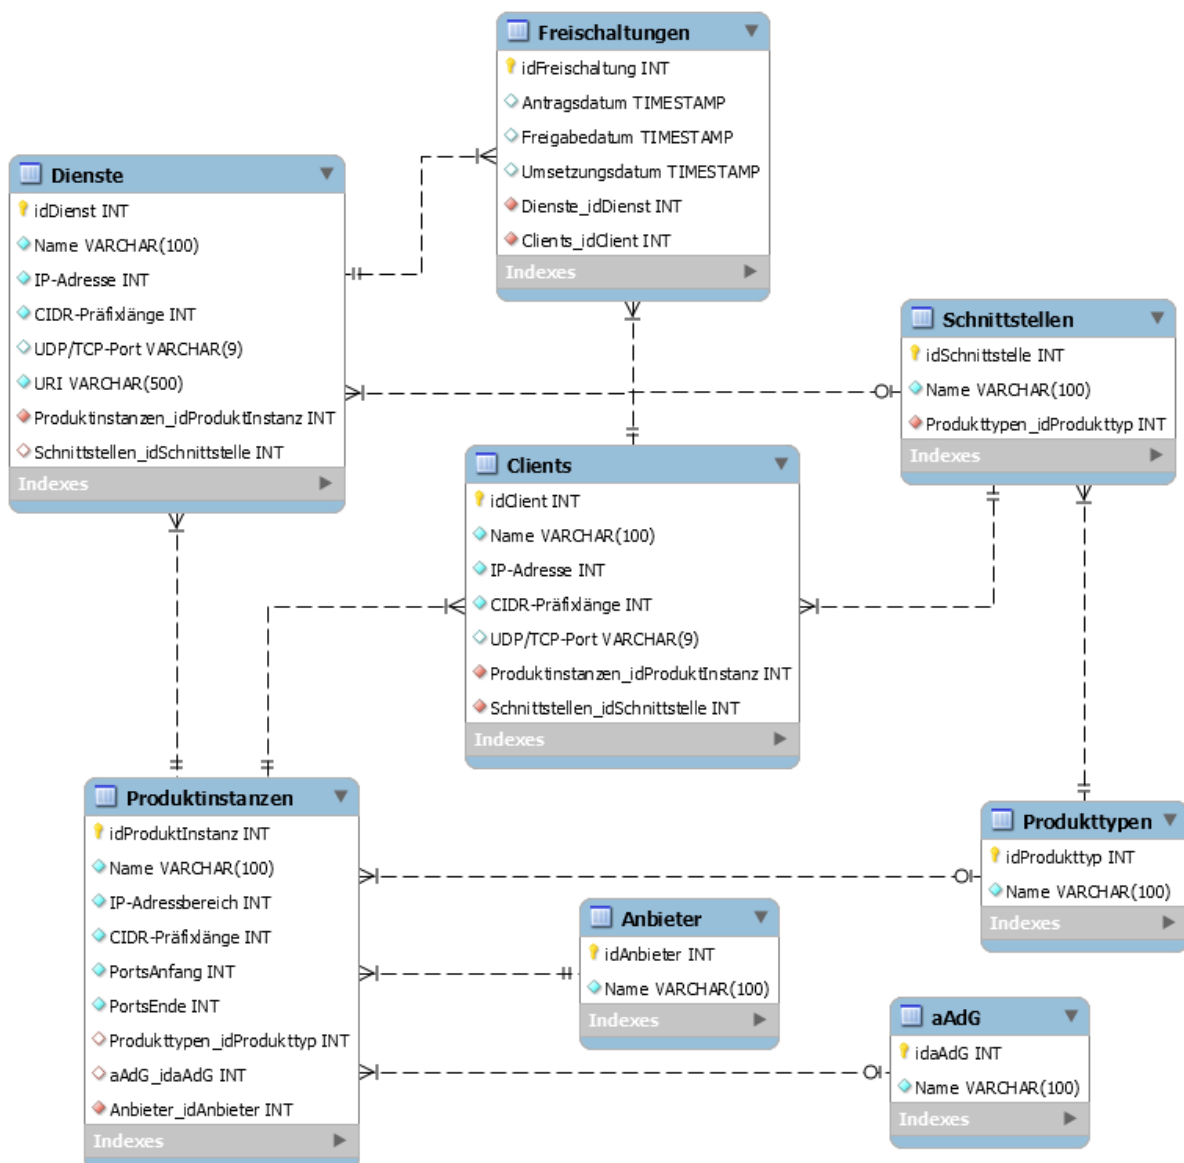 Freischaltungen
idFreischaltung INT
Antragsdatum TIMESTAMP
Freigabedatum TIMESTAMP
Umsetzungsdatum TIMESTAMP
Dienste_idDienst INT
Clients_idClient INT
Indexes
Dienste
idDienst INT
Name VARCHAR(100)
IP-Adresse INT
CIDR-Präfixlänge INT
UDP/TCP-Port VARCHAR(9)
URI VARCHAR(500)
Produktinstanzen_idProduktInstanz INT
Schnittstellen_idSchnittstelle INT
Indexes
Schnittstellen
idSchnittstelle INT
Name VARCHAR(100)
Produkttypen_idProdukttyp INT
Indexes
Clients
idClient INT
Name VARCHAR(100)
IP-Adresse INT
CIDR-Präfixlänge INT
UDP/TCP-Port VARCHAR(9)
Produktinstanzen_idProduktInstanz INT
Schnittstellen_idSchnittstelle INT
Indexes
Produktinstanzen
idProduktInstanz INT
Name VARCHAR(100)
IP-Adressbereich INT
CIDR-Präfixlänge INT
PortsAnfang INT
PortsEnde INT
Produkttypen_idProdukttyp INT
aAdG_idaAdG INT
Anbieter_idAnbieter INT
Indexes
Produkttypen
idProdukttyp INT
Name VARCHAR(100)
Indexes
Anbieter
idAnbieter INT
Name VARCHAR(100)
Indexes
aAdG
idaAdG INT
Name VARCHAR(100)
Indexes